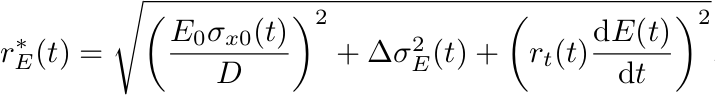 $r_E^*(t) = \sqrt{\left(\frac{E_0 \sigma_{x0}(t)}{D}\right)^2 + \Delta\sigma_E^2(t) + \left(r_t(t)\frac{\mathrm{d}E(t)}{\mathrm{d}t}\right)^2}.$